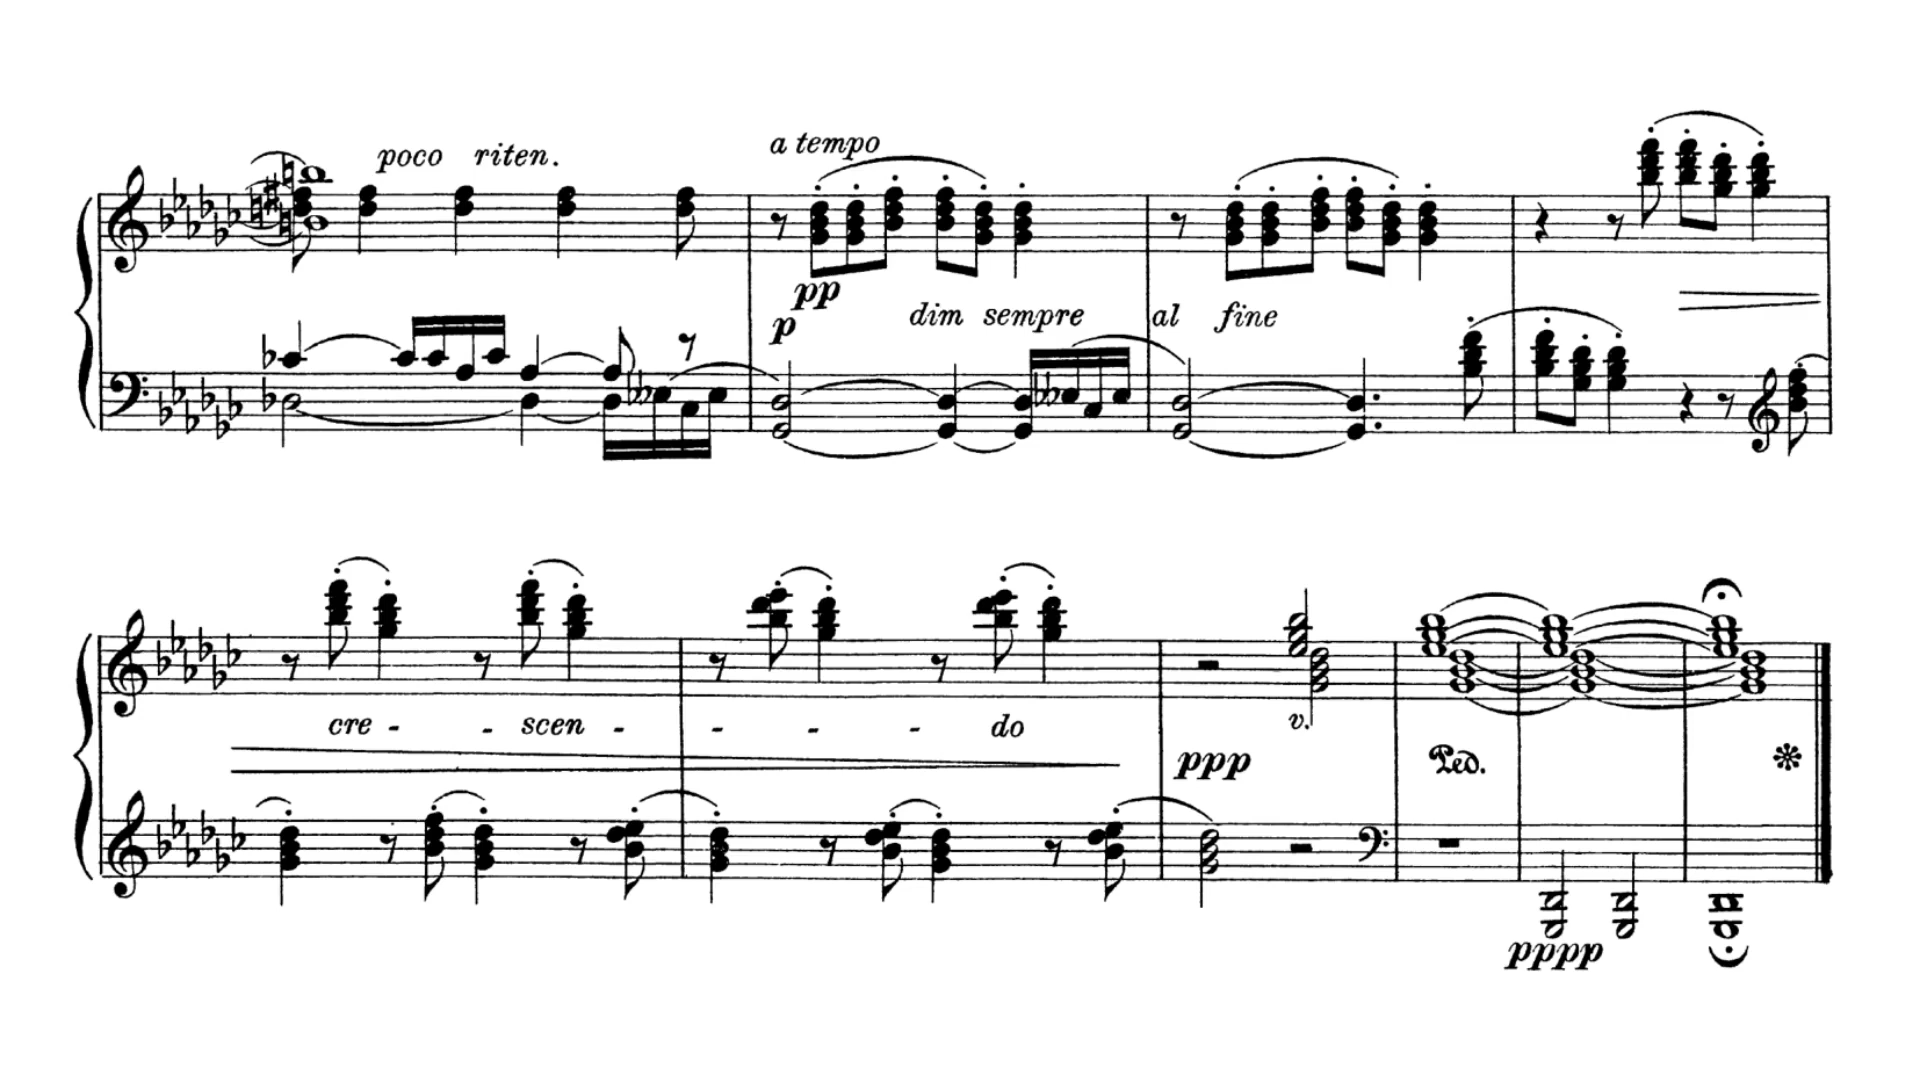 poco riten.
a tempo
pp
p
dim sempre al fine
cre - - scen - - - - do
ppp
v.
Ped.
pppp